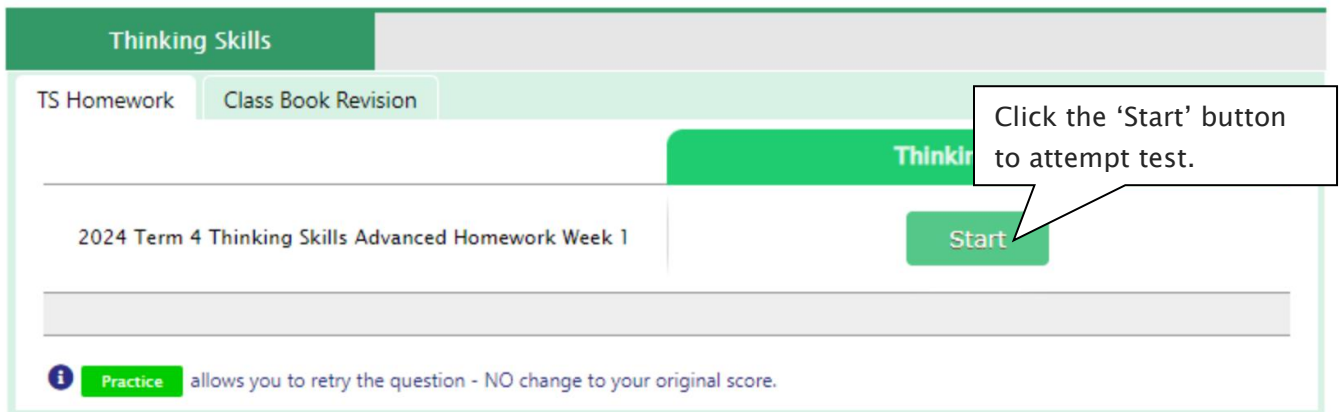 Thinking Skills
TS Homework
Class Book Revision
Click the ‘Start’ button
to attempt test.
2024 Term 4 Thinking Skills Advanced Homework Week 1
Start
Practice allows you to retry the question - NO change to your original score.